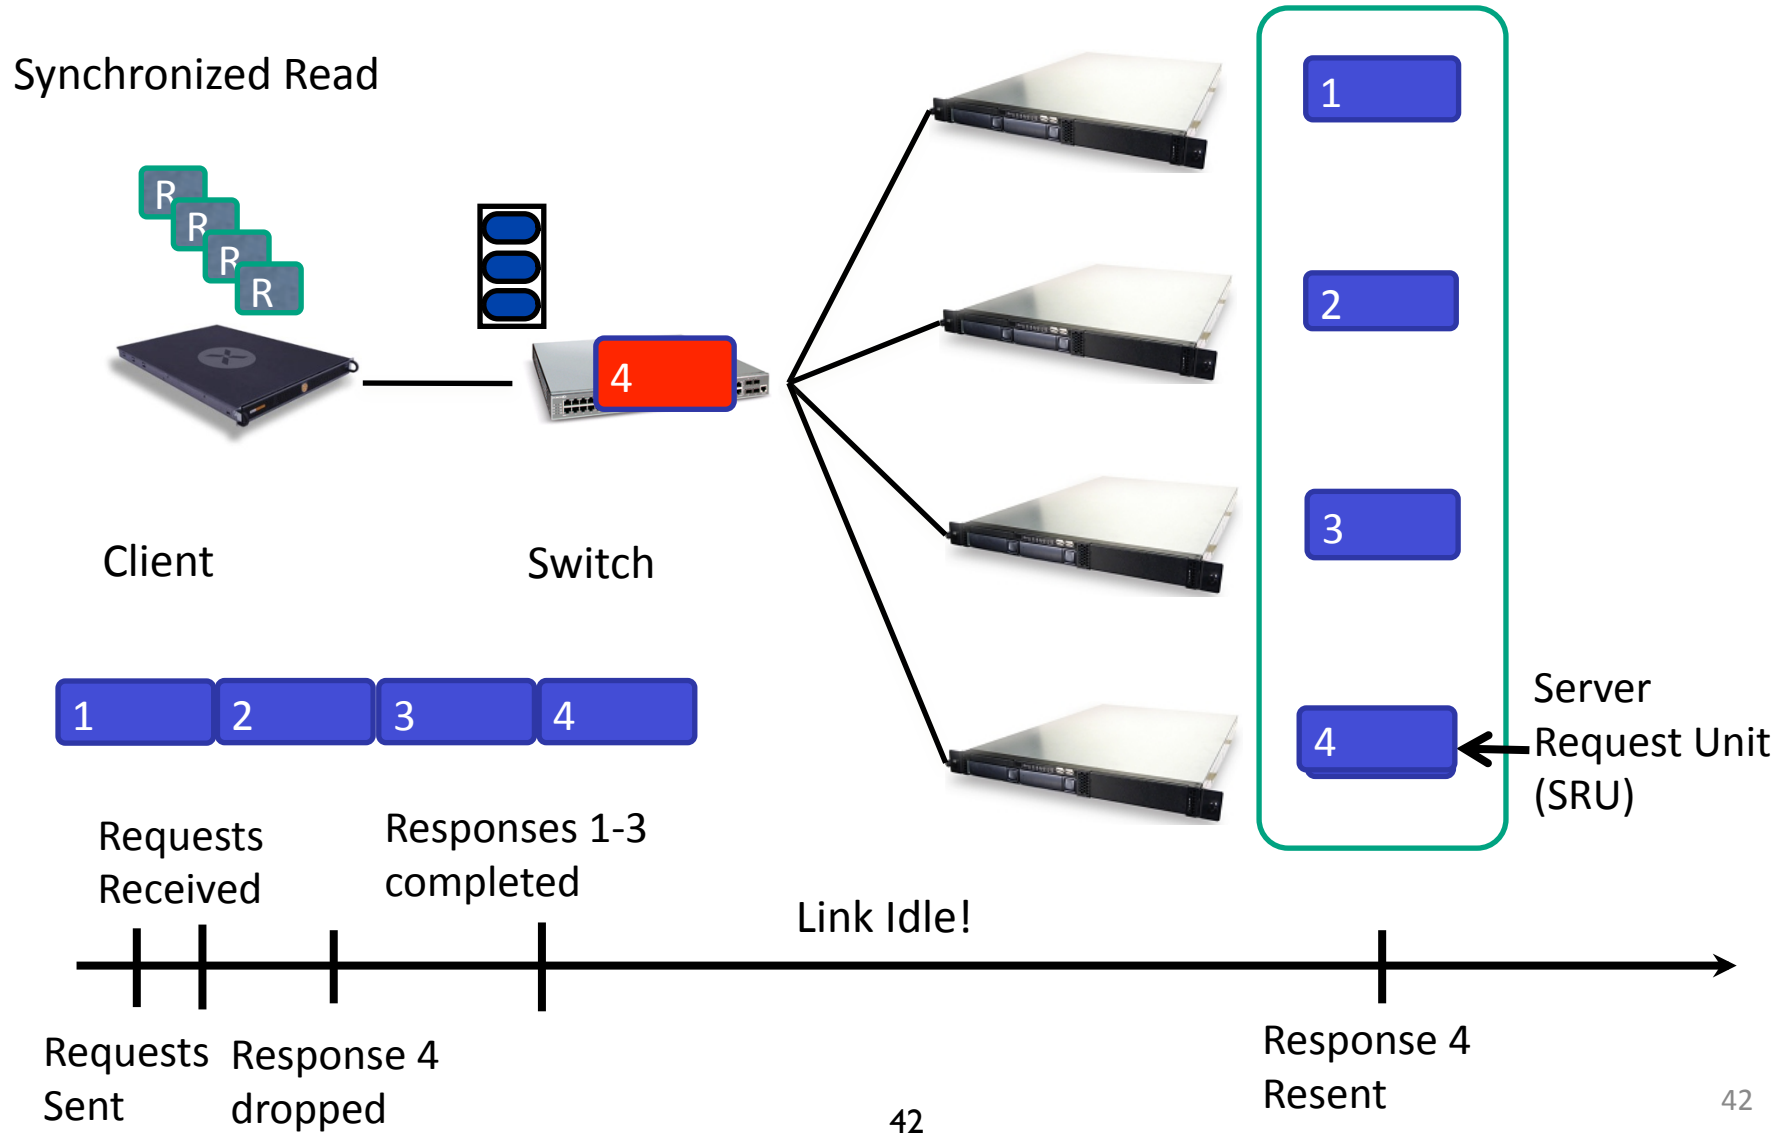 Synchronized Read
R
R
R
R
4
1
2
3
4
Client
Switch
1 2 3 4
Server
Request Unit
(SRU)
Requests
Received
Responses 1-3
completed
Link Idle!
Requests
Sent
Response 4
dropped
Response 4
Resent
42
42